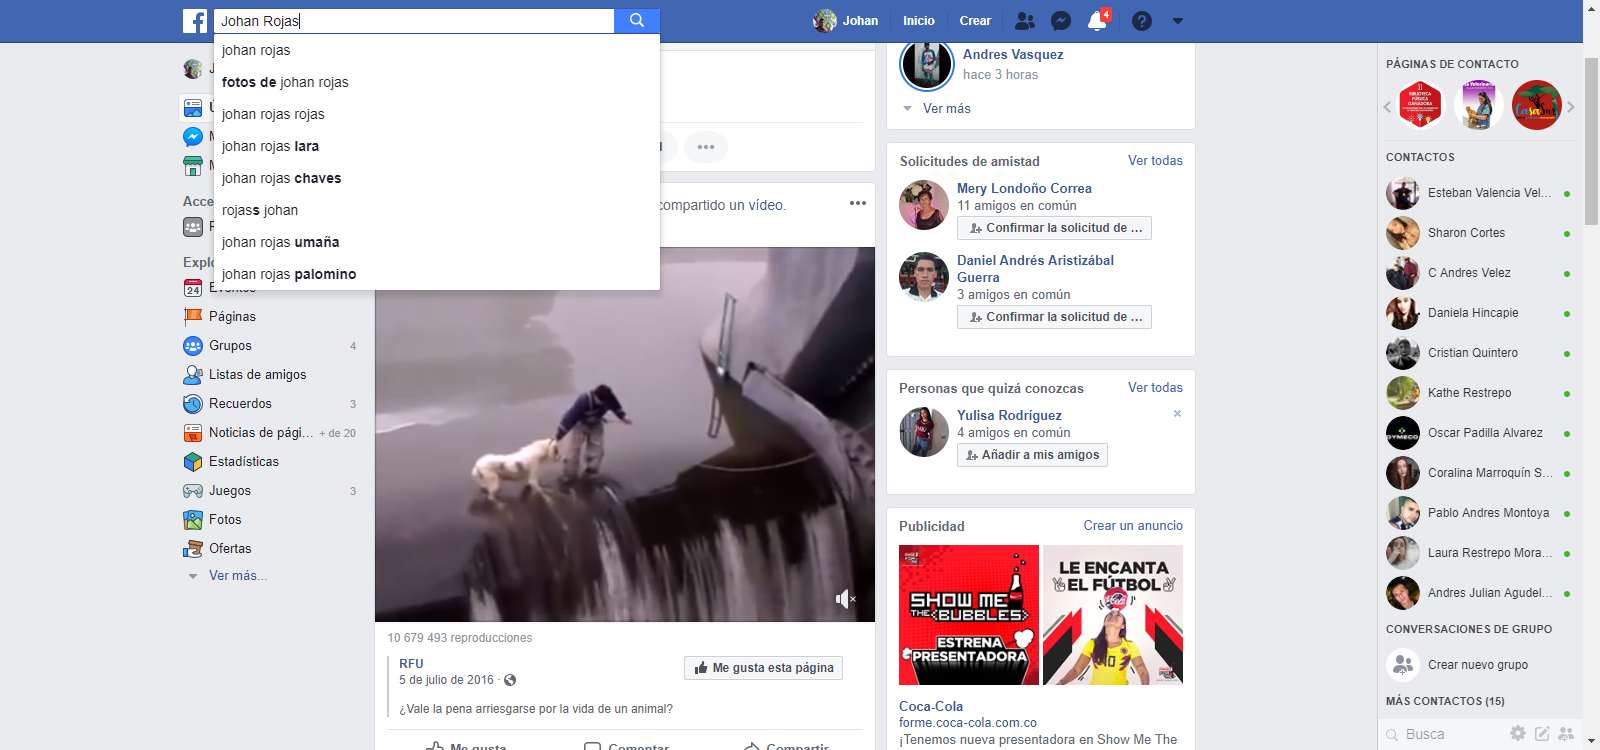 Johan Rojas
Johan
Inicio
Crear
4
johan rojas
fotos de johan rojas
johan rojas rojas
johan rojas lara
johan rojas chaves
rojass johan
johan rojas umaña
johan rojas palomino
Acce
Explo
24
Eventos
Páginas
Grupos 4
Listas de amigos
Recuerdos 3
Noticias de pági... + de 20
Estadísticas
Juegos 3
Fotos
Ofertas
Ver más...
compartido un vídeo.
10 679 493 reproducciones
RFU
5 de julio de 2016 ·
Me gusta esta página
¿Vale la pena arriesgarse por la vida de un animal?
Me gusta
Comentar
Compartir
Andres Vasquez
hace 3 horas
Ver más
Solicitudes de amistad
Ver todas
Mery Londoño Correa
11 amigos en común
Confirmar la solicitud de ...
Daniel Andrés Aristizábal
Guerra
3 amigos en común
Confirmar la solicitud de ...
Personas que quizá conozcas
Ver todas
Yulisa Rodríguez
4 amigos en común
Añadir a mis amigos
Publicidad
Crear un anuncio
SHOW ME
THE BUBBLES
ESTRENA
PRESENTADORA
LE ENCANTA
EL FÚTBOL
Coca-Cola
forme.coca-cola.com.co
¡Tenemos nueva presentadora en Show Me The
PÁGINAS DE CONTACTO
BIBLIOTECA
PÚBLICA
GANADORA
CasaSur
CONTACTOS
Esteban Valencia Vel...
Sharon Cortes
C Andres Velez
Daniela Hincapie
Cristian Quintero
Kathe Restrepo
GYMECO
Oscar Padilla Alvarez
Coralina Marroquín S...
Pablo Andres Montoya
Laura Restrepo Mora...
Andres Julian Agudel...
CONVERSACIONES DE GRUPO
Crear nuevo grupo
MÁS CONTACTOS (15)
Busca